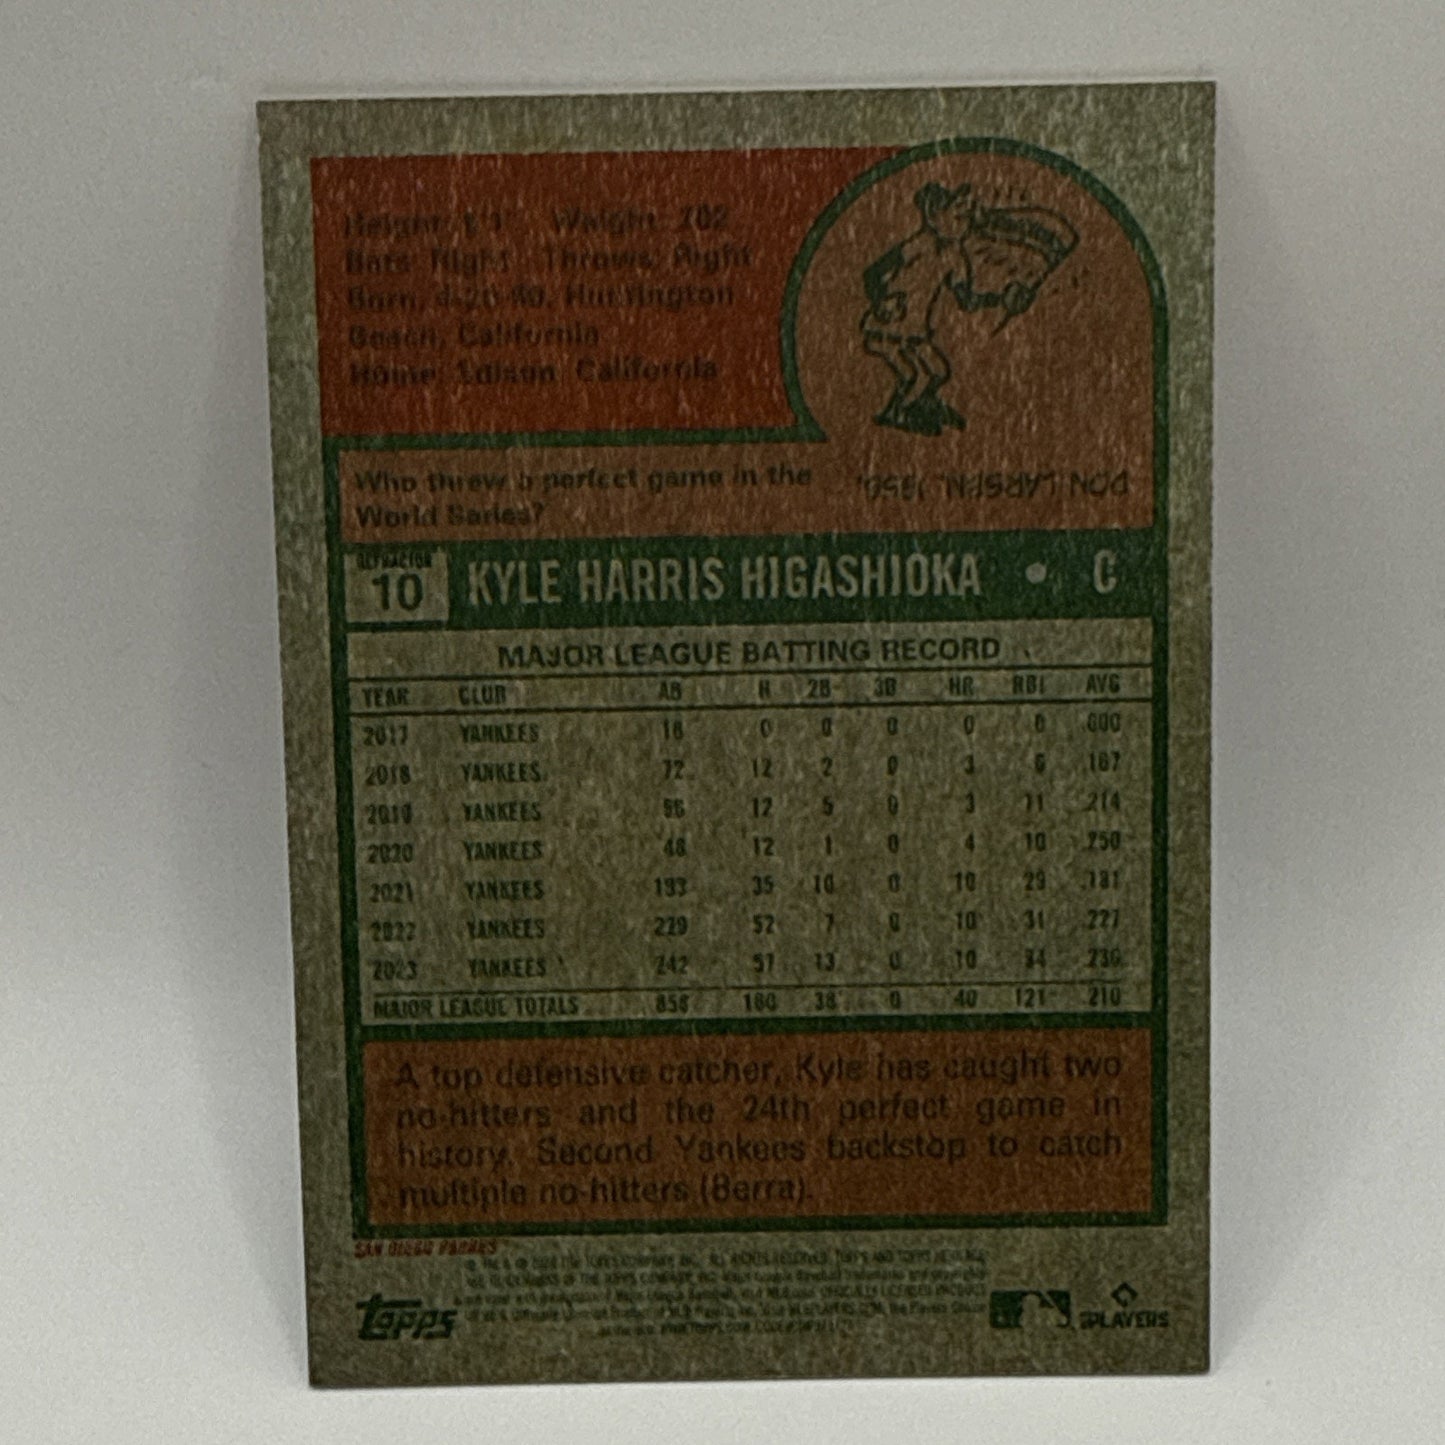 Height: 6'1" Weight: 202
Bats: Right Throws: Right
Born, 4-20-90, Huntington
Beach, California
Home: Edison, California
Who threw a perfect game in the
World Series?
DON LARSEN, 1956.
REFRACTOR
10
KYLE HARRIS HIGASHIOKA • C
MAJOR LEAGUE BATTING RECORD
YEAR CLUB AB H 2B 3B HR RBI AVG
2017 YANKEES 18 0 0 0 0 0 .000
2018 YANKEES 72 12 2 0 3 6 .167
2019 YANKEES 56 12 5 0 3 11 .214
2020 YANKEES 48 12 1 0 4 10 .250
2021 YANKEES 193 35 10 0 10 29 .181
2022 YANKEES 229 52 7 0 10 31 .227
2023 YANKEES 242 57 13 0 10 34 .236
MAJOR LEAGUE TOTALS 858 180 38 0 40 121 .210
A top defensive catcher, Kyle has caught two
no-hitters and the 24th perfect game in
history. Second Yankees backstop to catch
multiple no-hitters (Berra).
SAN DIEGO PADRES
topps
PLAYERS